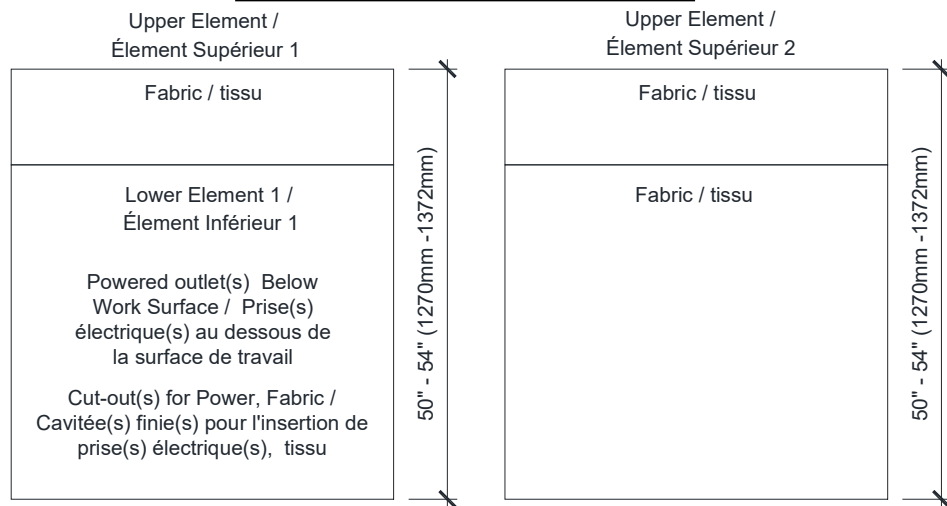 Upper Element /
Élement Supérieur 1
Fabric / tissu
Lower Element 1 /
Élement Inférieur 1
Powered outlet(s) Below
Work Surface / Prise(s)
électrique(s) au dessous de
la surface de travail
Cut-out(s) for Power, Fabric /
Cavitée(s) finie(s) pour l'insertion de
prise(s) électrique(s), tissu
50" - 54" (1270mm -1372mm)
Upper Element /
Élement Supérieur 2
Fabric / tissu
Fabric / tissu
50" - 54" (1270mm -1372mm)